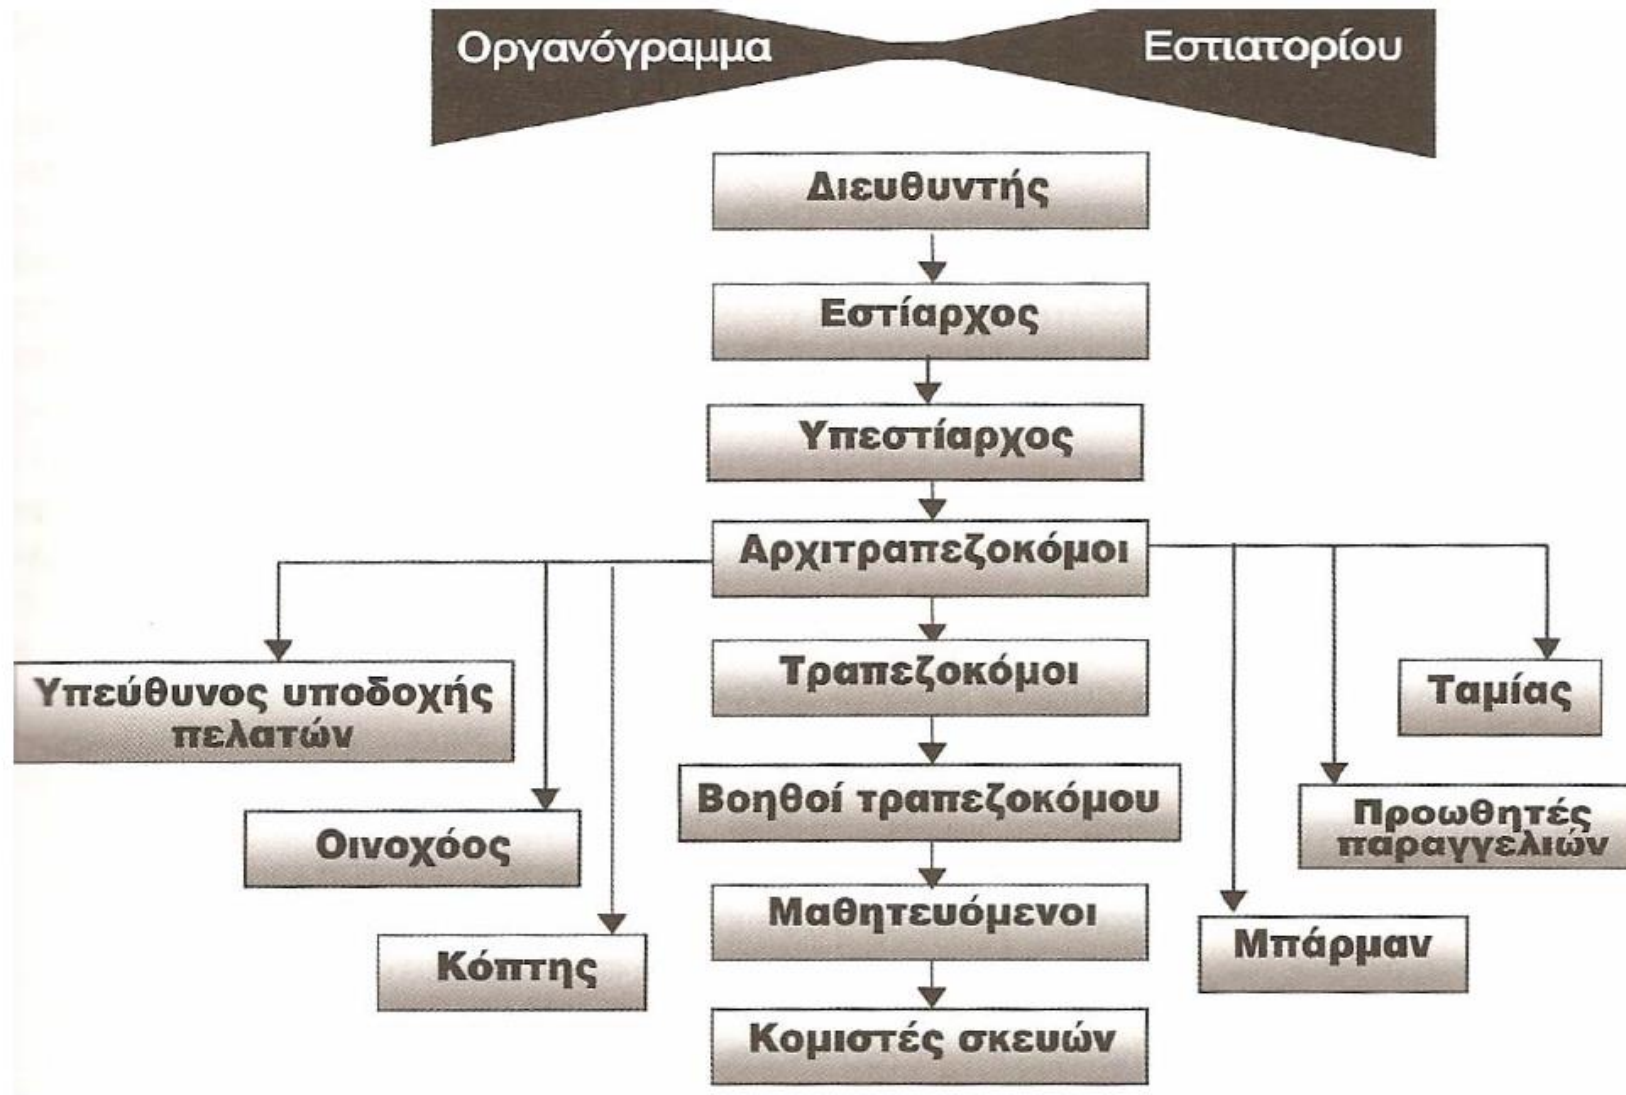 Οργανόγραμμα Εστιατορίου
Διευθυντής
Εστίαρχος
Υπεστίαρχος
Αρχιτραπεζοκόμοι
Τραπεζοκόμοι
Υπεύθυνος υποδοχής
πελατών
Ταμίας
Βοηθοί τραπεζοκόμου
Προωθητές
παραγγελιών
Οινοχόος
Μαθητευόμενοι
Μπάρμαν
Κόπτης
Κομιστές σκευών